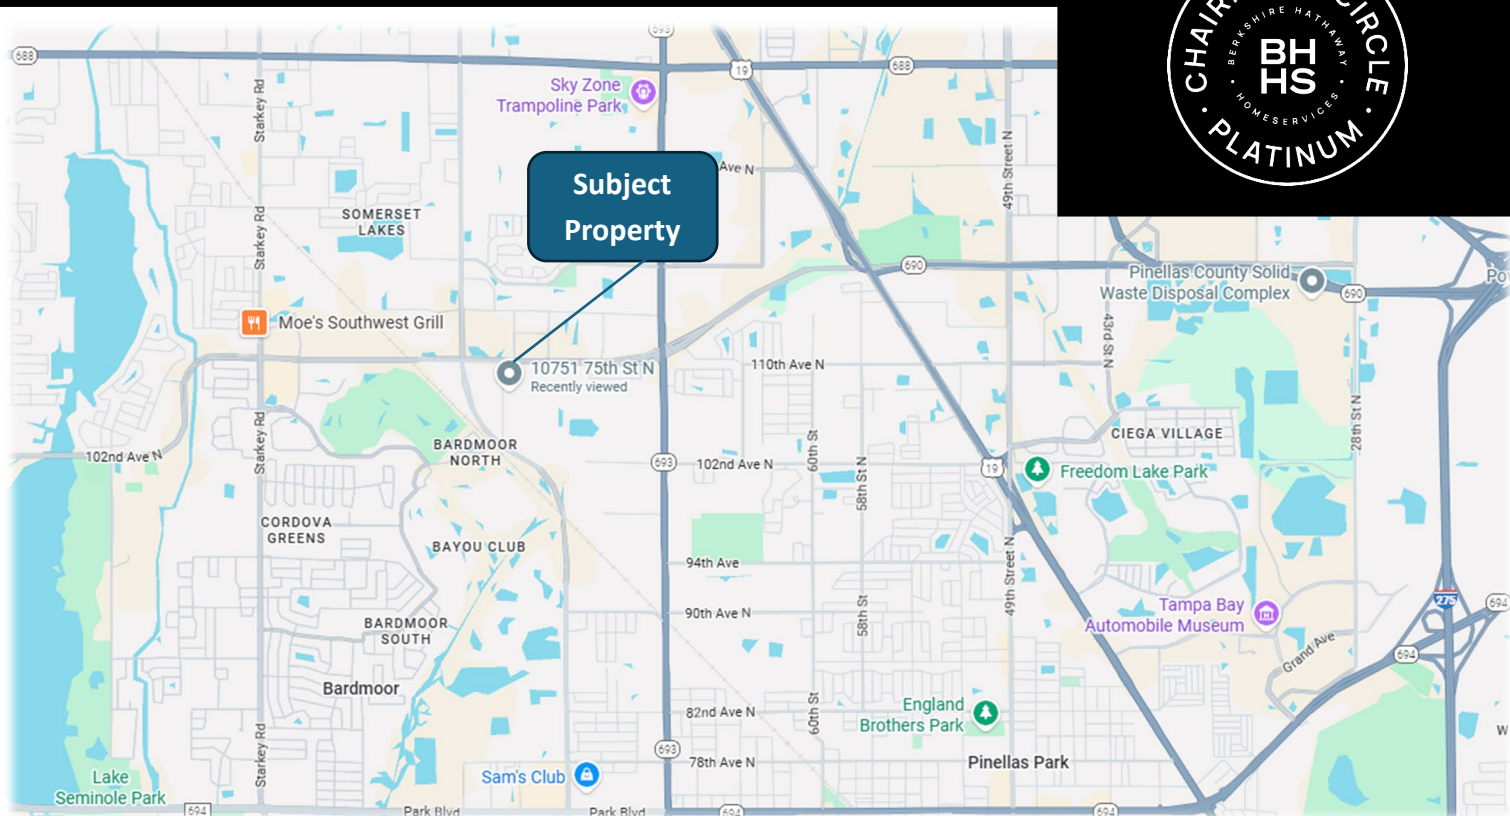 693
688
19
688
Starkey Rd
Sky Zone
Trampoline Park
49th Street N
Ave N
Subject
Property
SOMERSET
LAKES
Starkey Rd
690
Pinellas County Solid
Waste Disposal Complex
690
Po
Moe's Southwest Grill
43rd St N
10751 75th St N
Recently viewed
110th Ave N
Starkey Rd
BARDMOOR
NORTH
102nd Ave N
693
102nd Ave N
60th St
58th St N
19
Freedom Lake Park
CIEGA VILLAGE
28th St N
CORDOVA
GREENS
BAYOU CLUB
94th Ave
49th Street N
90th Ave N
58th St
Tampa Bay
Automobile Museum
275
694
BARDMOOR
SOUTH
Grand Ave
694
Bardmoor
82nd Ave N
60th St
England
Brothers Park
W
Starkey Rd
693
78th Ave N
Pinellas Park
Lake
Seminole Park
Sam's Club
694
Park Blvd
Park Blvd
694
694
CHAIR
CIRCLE
PLATINUM
BERKSHIRE HATHAWAY
HOMESERVICES
BH
HS